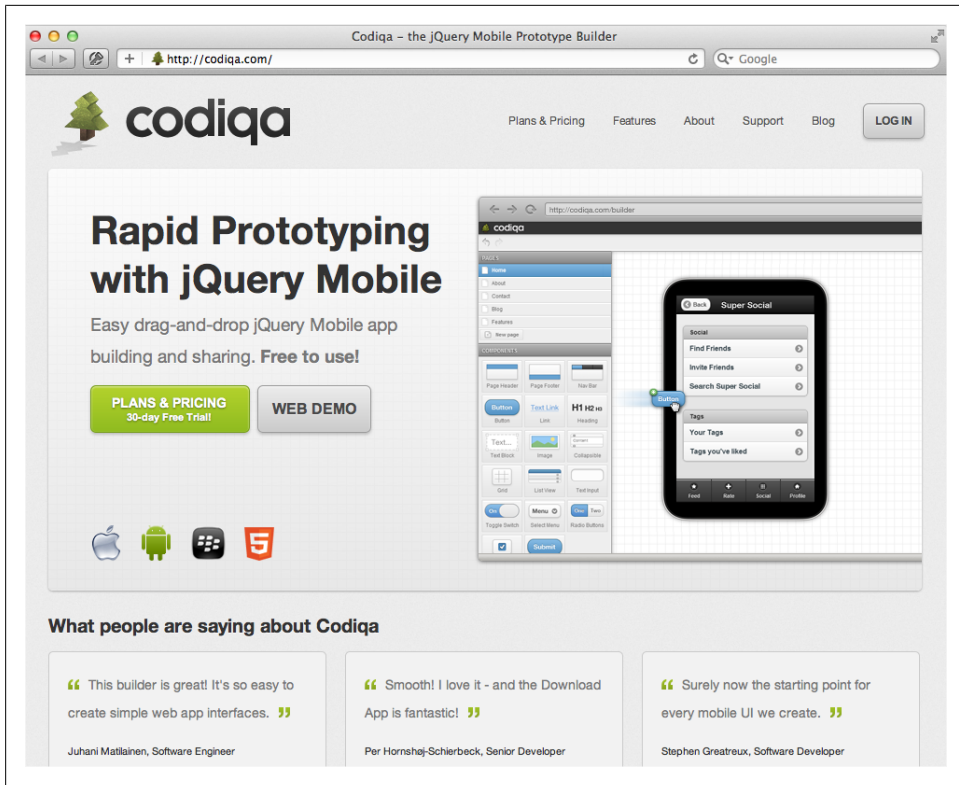 Codiqa – the jQuery Mobile Prototype Builder
http://codiqa.com/
Google
codiqa
Plans & Pricing
Features
About
Support
Blog
LOG IN
Rapid Prototyping
with jQuery Mobile
Easy drag-and-drop jQuery Mobile app
building and sharing. Free to use!
PLANS & PRICING
30-day Free Trial!
WEB DEMO
http://codiqa.com/builder
codiqa
PAGES
Home
About
Contact
Blog
Features
New page
COMPONENTS
Page Header
Page Footer
Nav Bar
Button
Text Link
H1 H2 H3
Button
Link
Heading
Text...
Content
Text Block
Image
Collapsible
Grid
List View
Text Input
On
Menu
One
Two
Toggle Switch
Select Menu
Radio Buttons
Submit
Button
Back
Super Social
Social
Find Friends
Invite Friends
Search Super Social
Tags
Your Tags
Tags you've liked
Feed
Rate
Social
Profile
5
What people are saying about Codiqa
“ This builder is great! It's so easy to
create simple web app interfaces. ”
Juhani Matilainen, Software Engineer
“ Smooth! I love it - and the Download
App is fantastic! ”
Per Hornshøj-Schierbeck, Senior Developer
“ Surely now the starting point for
every mobile UI we create. ”
Stephen Greatreux, Software Developer